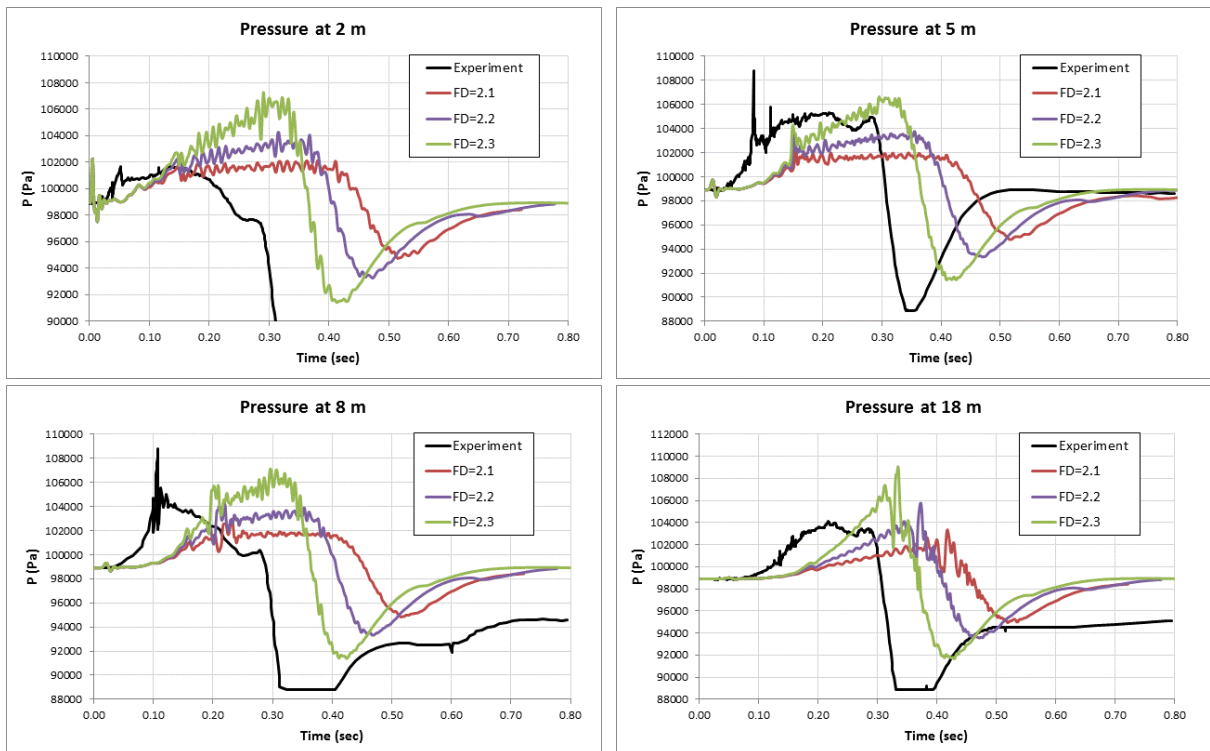 Pressure at 2 m
110000
108000
106000
104000
102000
100000
98000
96000
94000
92000
90000
P (Pa)
0.00 0.10 0.20 0.30 0.40 0.50 0.60 0.70 0.80
Time (sec)
Experiment
FD=2.1
FD=2.2
FD=2.3
Pressure at 5 m
110000
108000
106000
104000
102000
100000
98000
96000
94000
92000
90000
88000
P (Pa)
0.00 0.10 0.20 0.30 0.40 0.50 0.60 0.70 0.80
Time (sec)
Experiment
FD=2.1
FD=2.2
FD=2.3
Pressure at 8 m
110000
108000
106000
104000
102000
100000
98000
96000
94000
92000
90000
88000
P (Pa)
0.00 0.10 0.20 0.30 0.40 0.50 0.60 0.70 0.80
Time (sec)
Experiment
FD=2.1
FD=2.2
FD=2.3
Pressure at 18 m
112000
110000
108000
106000
104000
102000
100000
98000
96000
94000
92000
90000
88000
P (Pa)
0.00 0.10 0.20 0.30 0.40 0.50 0.60 0.70 0.80
Time (sec)
Experiment
FD=2.1
FD=2.2
FD=2.3